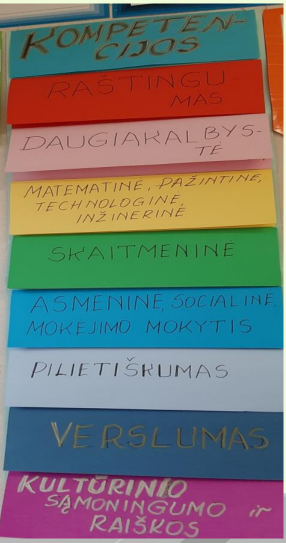 KOMPETEN-
CIJOS
RAŠTINGU-
MAS
DAUGIAKALBYS-
TĖ
MATEMATINĖ, PAŽINTINĖ,
TECHNOLOGINĖ,
INŽINERINĖ
SKAITMENINĖ
ASMENINĖ, SOCIALINĖ,
MOKĖJIMO MOKYTIS
PILIETIŠKUMAS
VERSLUMAS
KULTŪRINIO
SĄMONINGUMO ir
RAIŠKOS